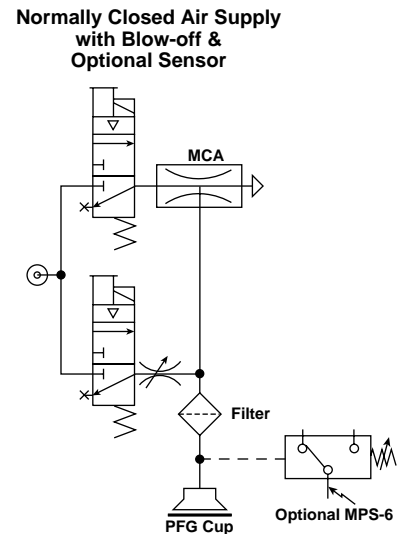 Normally Closed Air Supply
with Blow-off &
Optional Sensor
MCA
Filter
Optional MPS-6
PFG Cup